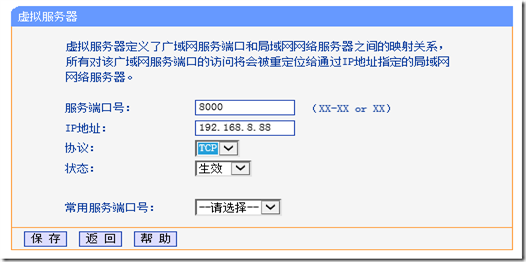 虚拟服务器
虚拟服务器定义了广域网服务端口和局域网网络服务器之间的映射关系，
所有对该广域网服务端口的访问将会被重定位给通过IP地址指定的局域网
网络服务器。
服务端口号： 8000 （XX-XX or XX）
IP地址： 192.168.8.88
协议： TCP
状态： 生效
常用服务端口号： --请选择--
保 存 返 回 帮 助